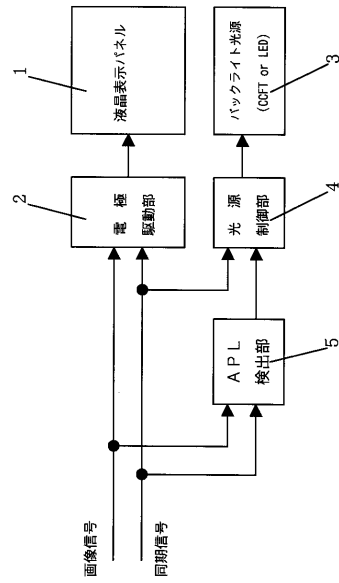 画像信号
同期信号
2
電極
駆動部
1
液晶表示パネル
APL
検出部
5
光源
制御部
4
バックライト光源
(CCFT or LED)
3